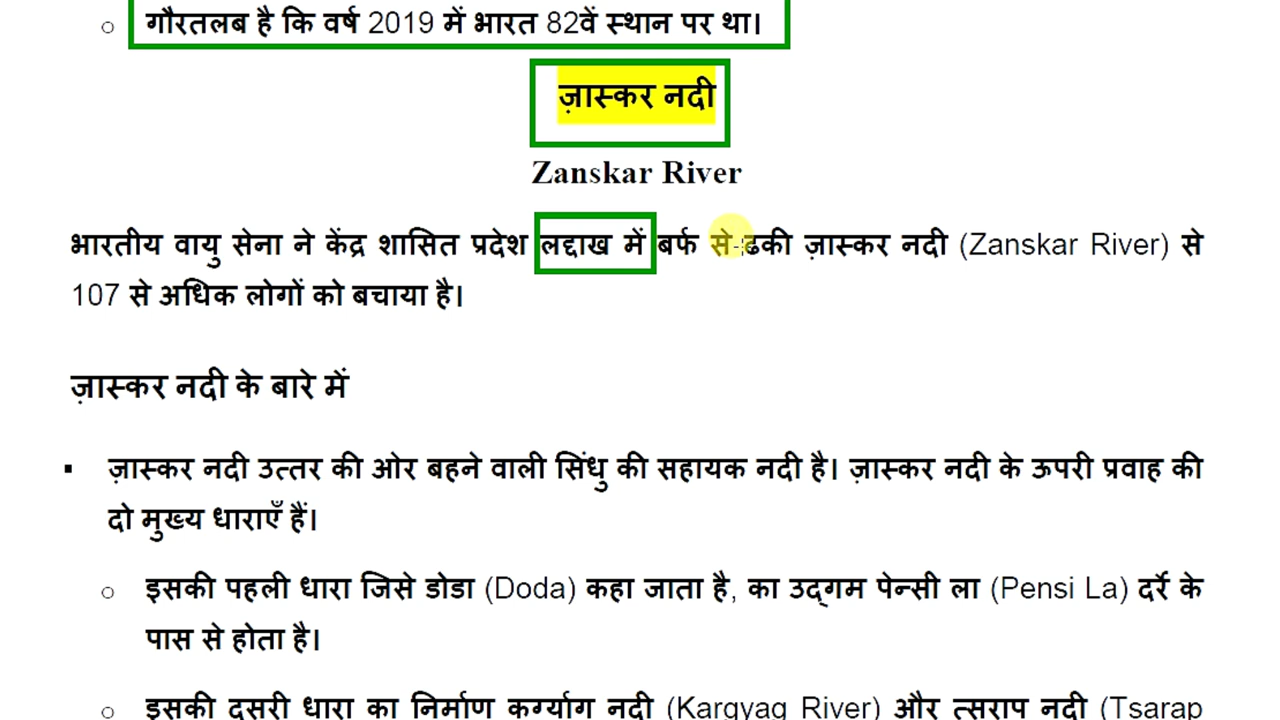 गौरतलब है कि वर्ष 2019 में भारत 82वें स्थान पर था।
ज़ास्कर नदी
Zanskar River
भारतीय वायु सेना ने केंद्र शासित प्रदेश लद्दाख में बर्फ से ढकी ज़ास्कर नदी (Zanskar River) से
107 से अधिक लोगों को बचाया है।
ज़ास्कर नदी के बारे में
▪ ज़ास्कर नदी उत्तर की ओर बहने वाली सिंधु की सहायक नदी है। ज़ास्कर नदी के ऊपरी प्रवाह की
दो मुख्य धाराएँ हैं।
○ इसकी पहली धारा जिसे डोडा (Doda) कहा जाता है, का उद्गम पेन्सी ला (Pensi La) दर्रे के
पास से होता है।
○ इसकी दूसरी धारा का निर्माण कर्ग्याग नदी (Kargyag River) और त्सराप नदी (Tsarap